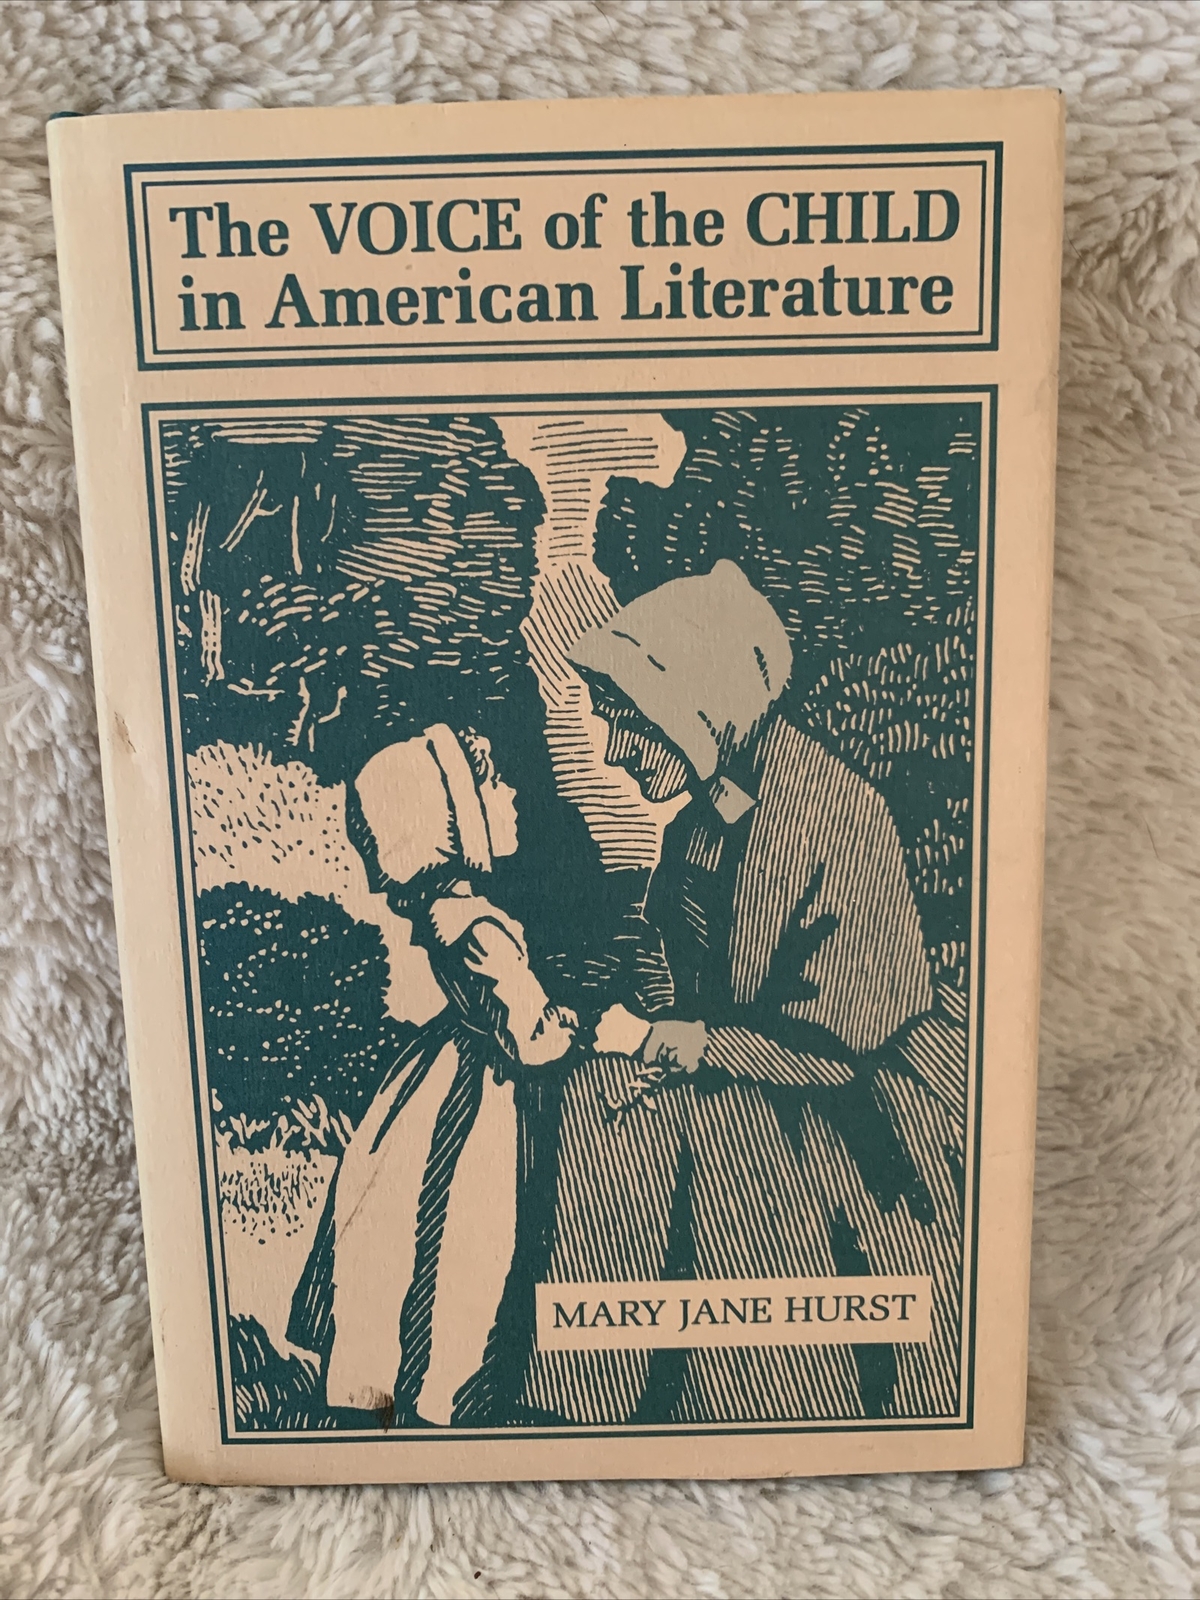 The VOICE of the CHILD
in American Literature
MARY JANE HURST